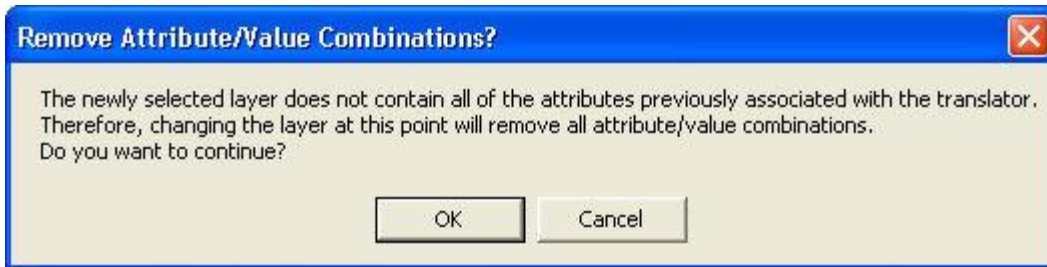 Remove Attribute/Value Combinations?
The newly selected layer does not contain all of the attributes previously associated with the translator.
Therefore, changing the layer at this point will remove all attribute/value combinations.
Do you want to continue?
OK Cancel